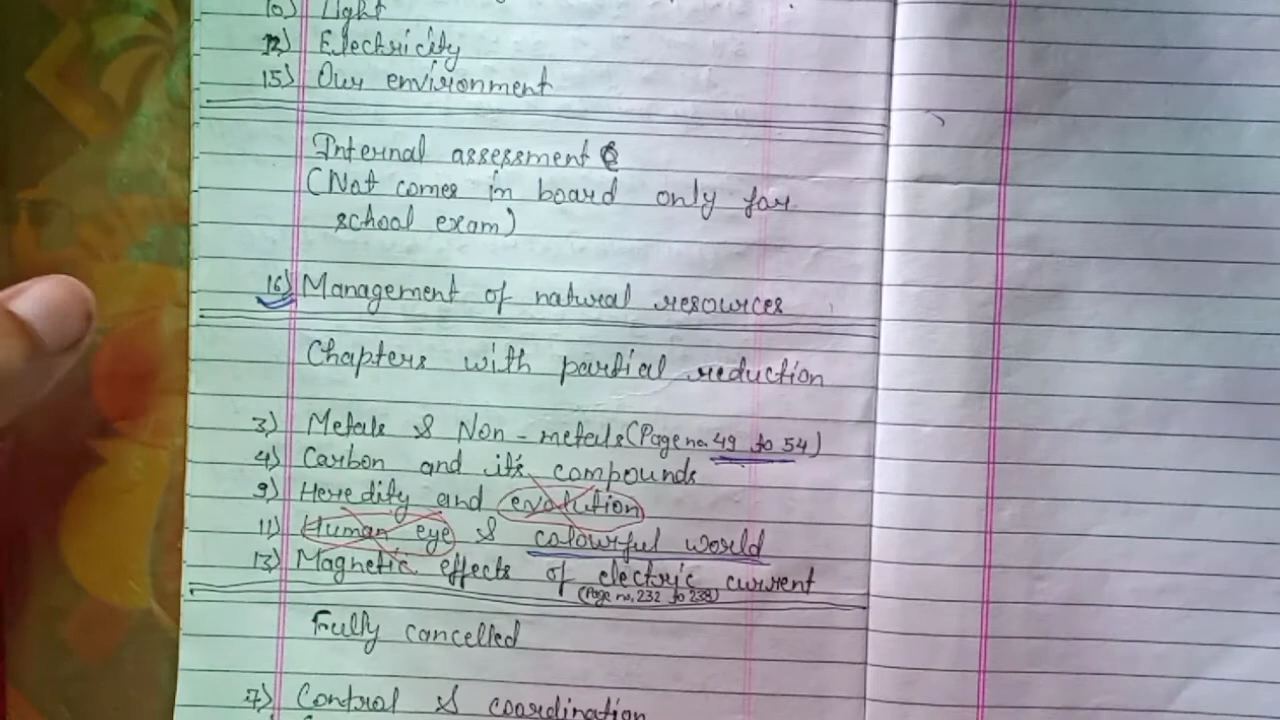 10) Light
12) Electricity
15) Our environment
Internal assessment
(Not comes in board only for
school exam)
16) Management of natural resources
Chapters with partial reduction
3) Metals & Non-metals (Page no. 49 to 54)
4) Carbon and it's compounds
9) Heredity and evolution
11) Human eye & colourful world
13) Magnetic effects of electric current
(Page no. 232 to 238)
Fully cancelled
7) Control & coordination